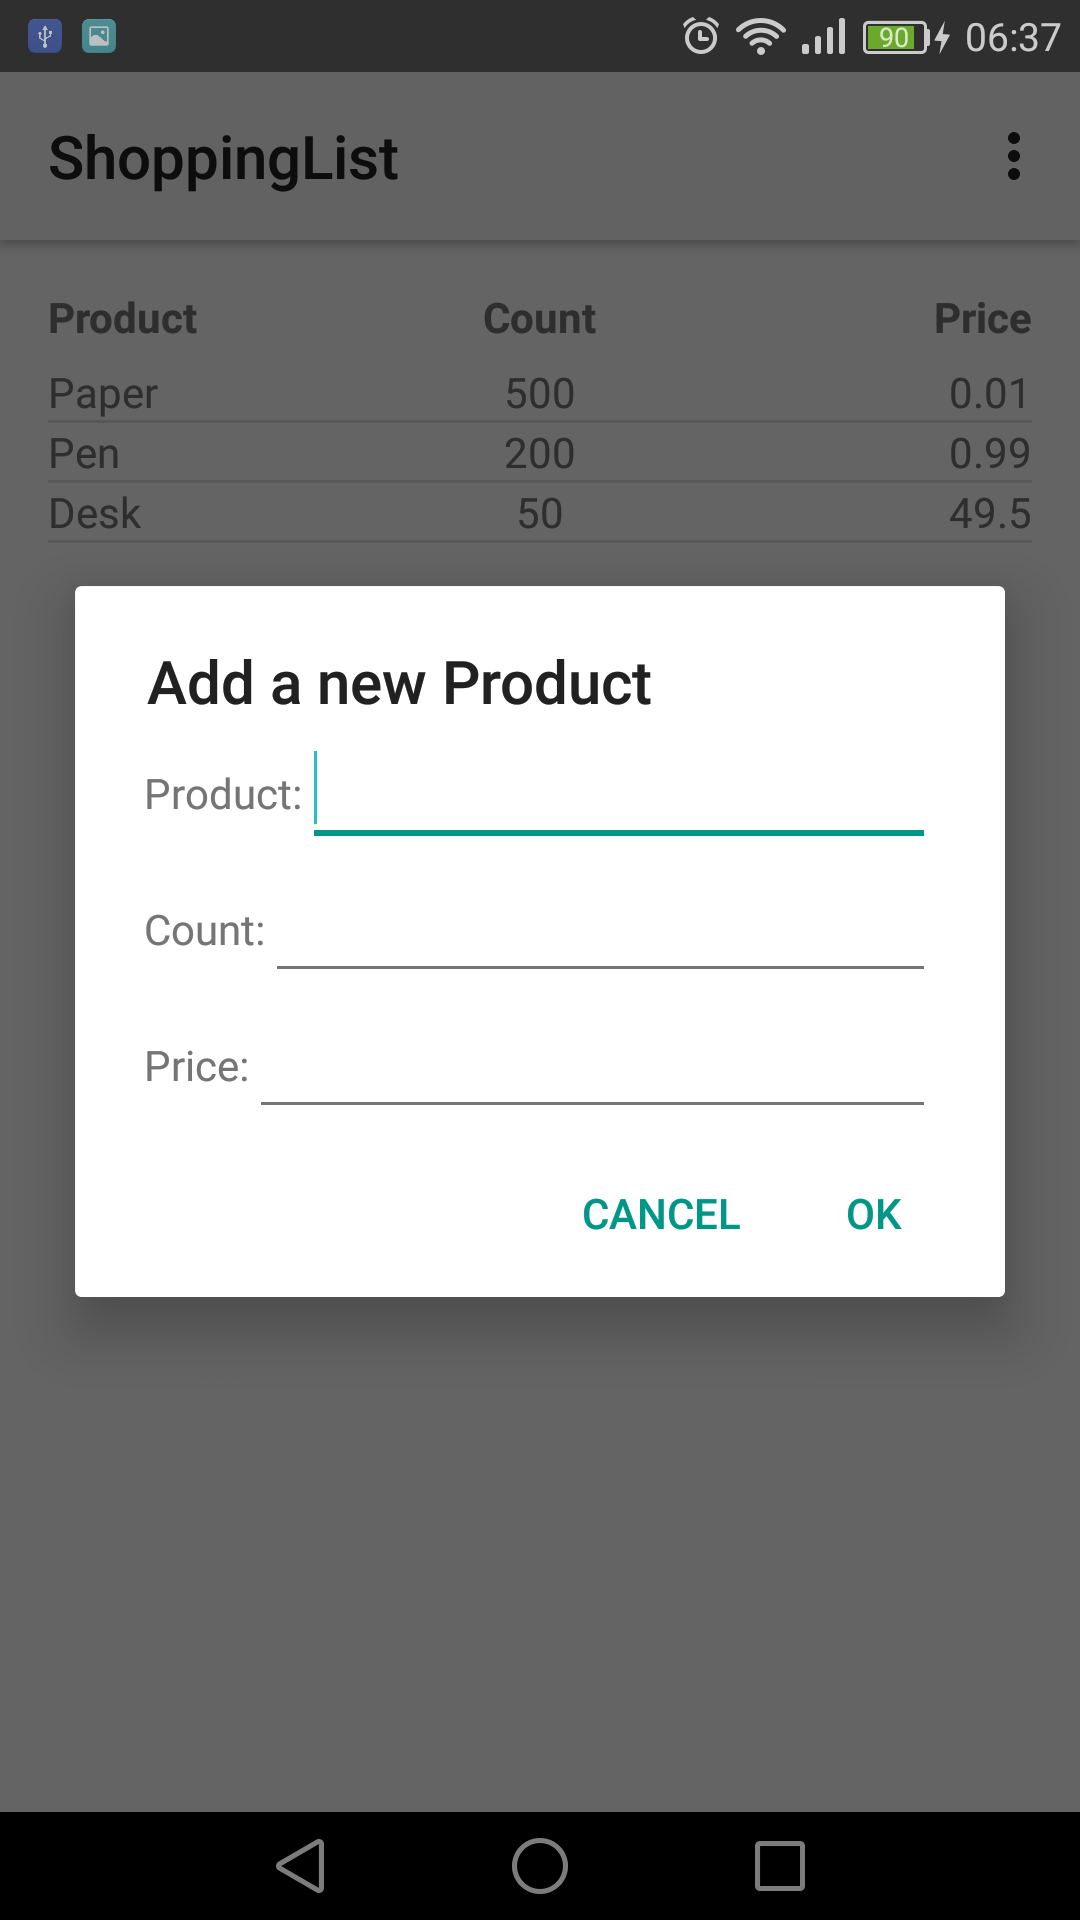 90 06:37
ShoppingList
Product Count Price
Paper 500 0.01
Pen 200 0.99
Desk 50 49.5
Add a new Product
Product:
Count:
Price:
CANCEL OK